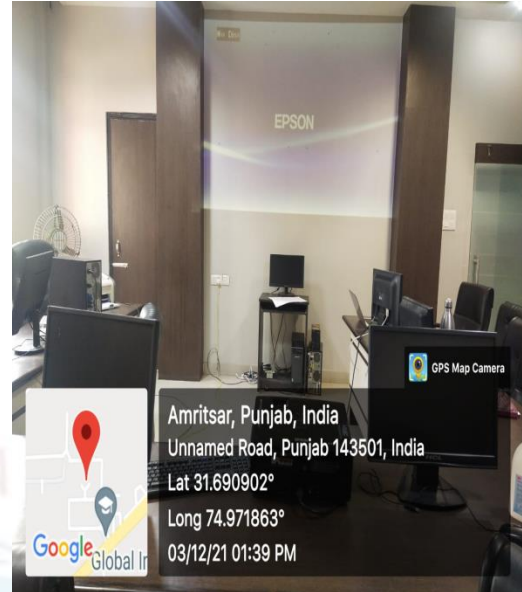 EPSON
GPS Map Camera
Amritsar, Punjab, India
Unnamed Road, Punjab 143501, India
Lat 31.690902°
Long 74.971863°
03/12/21 01:39 PM
Google
Global In